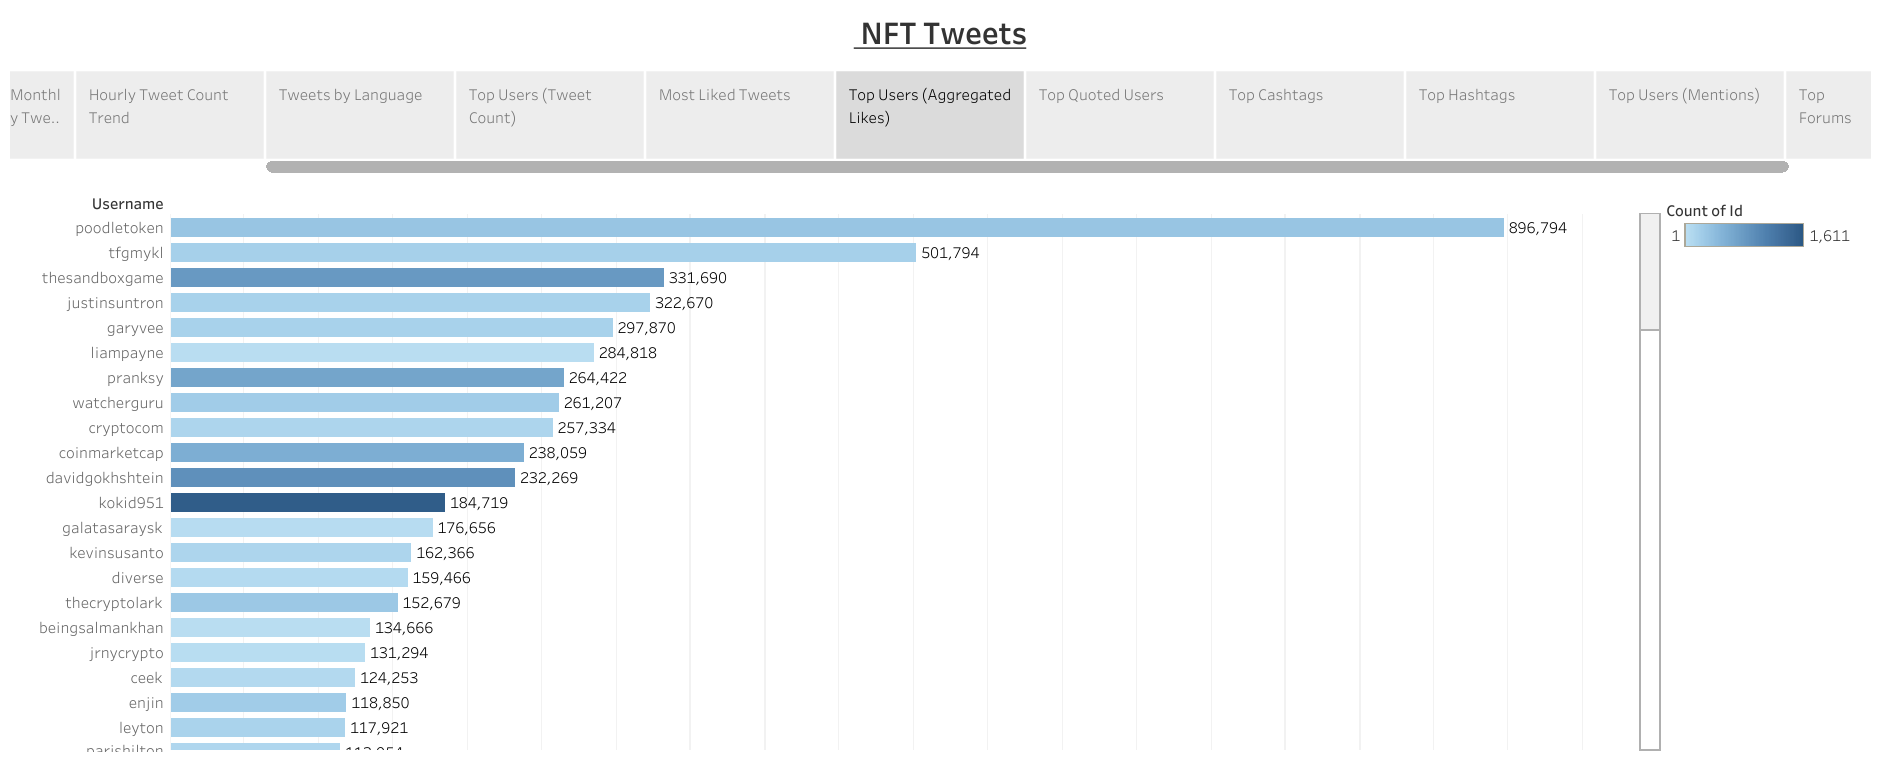 NFT Tweets
Monthl
y Twe..
Hourly Tweet Count
Trend
Tweets by Language
Top Users (Tweet
Count)
Most Liked Tweets
Top Users (Aggregated
Likes)
Top Quoted Users
Top Cashtags
Top Hashtags
Top Users (Mentions)
Top
Forums
Username
poodletoken 896,794
tfgmykl 501,794
thesandboxgame 331,690
justinsuntron 322,670
garyvee 297,870
liampayne 284,818
pranksy 264,422
watcherguru 261,207
cryptocom 257,334
coinmarketcap 238,059
davidgokhshtein 232,269
kokid951 184,719
galatasaraysk 176,656
kevinsusanto 162,366
diverse 159,466
thecryptolark 152,679
beingsalmankhan 134,666
jrnycrypto 131,294
ceek 124,253
enjin 118,850
leyton 117,921
parishilton
Count of Id
1 1,611